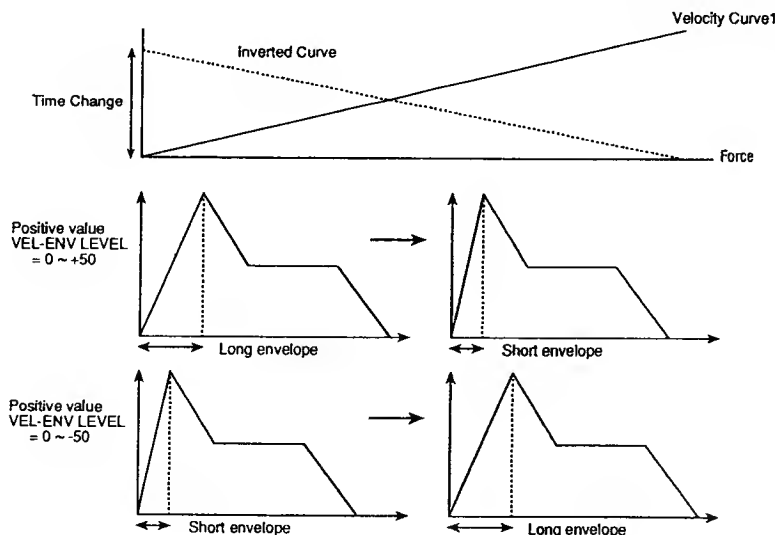 Velocity Curve1
Inverted Curve
Time Change
Force
Positive value
VEL-ENV LEVEL
= 0 ~ +50
Long envelope
Short envelope
Positive value
VEL-ENV LEVEL
= 0 ~ -50
Short envelope
Long envelope